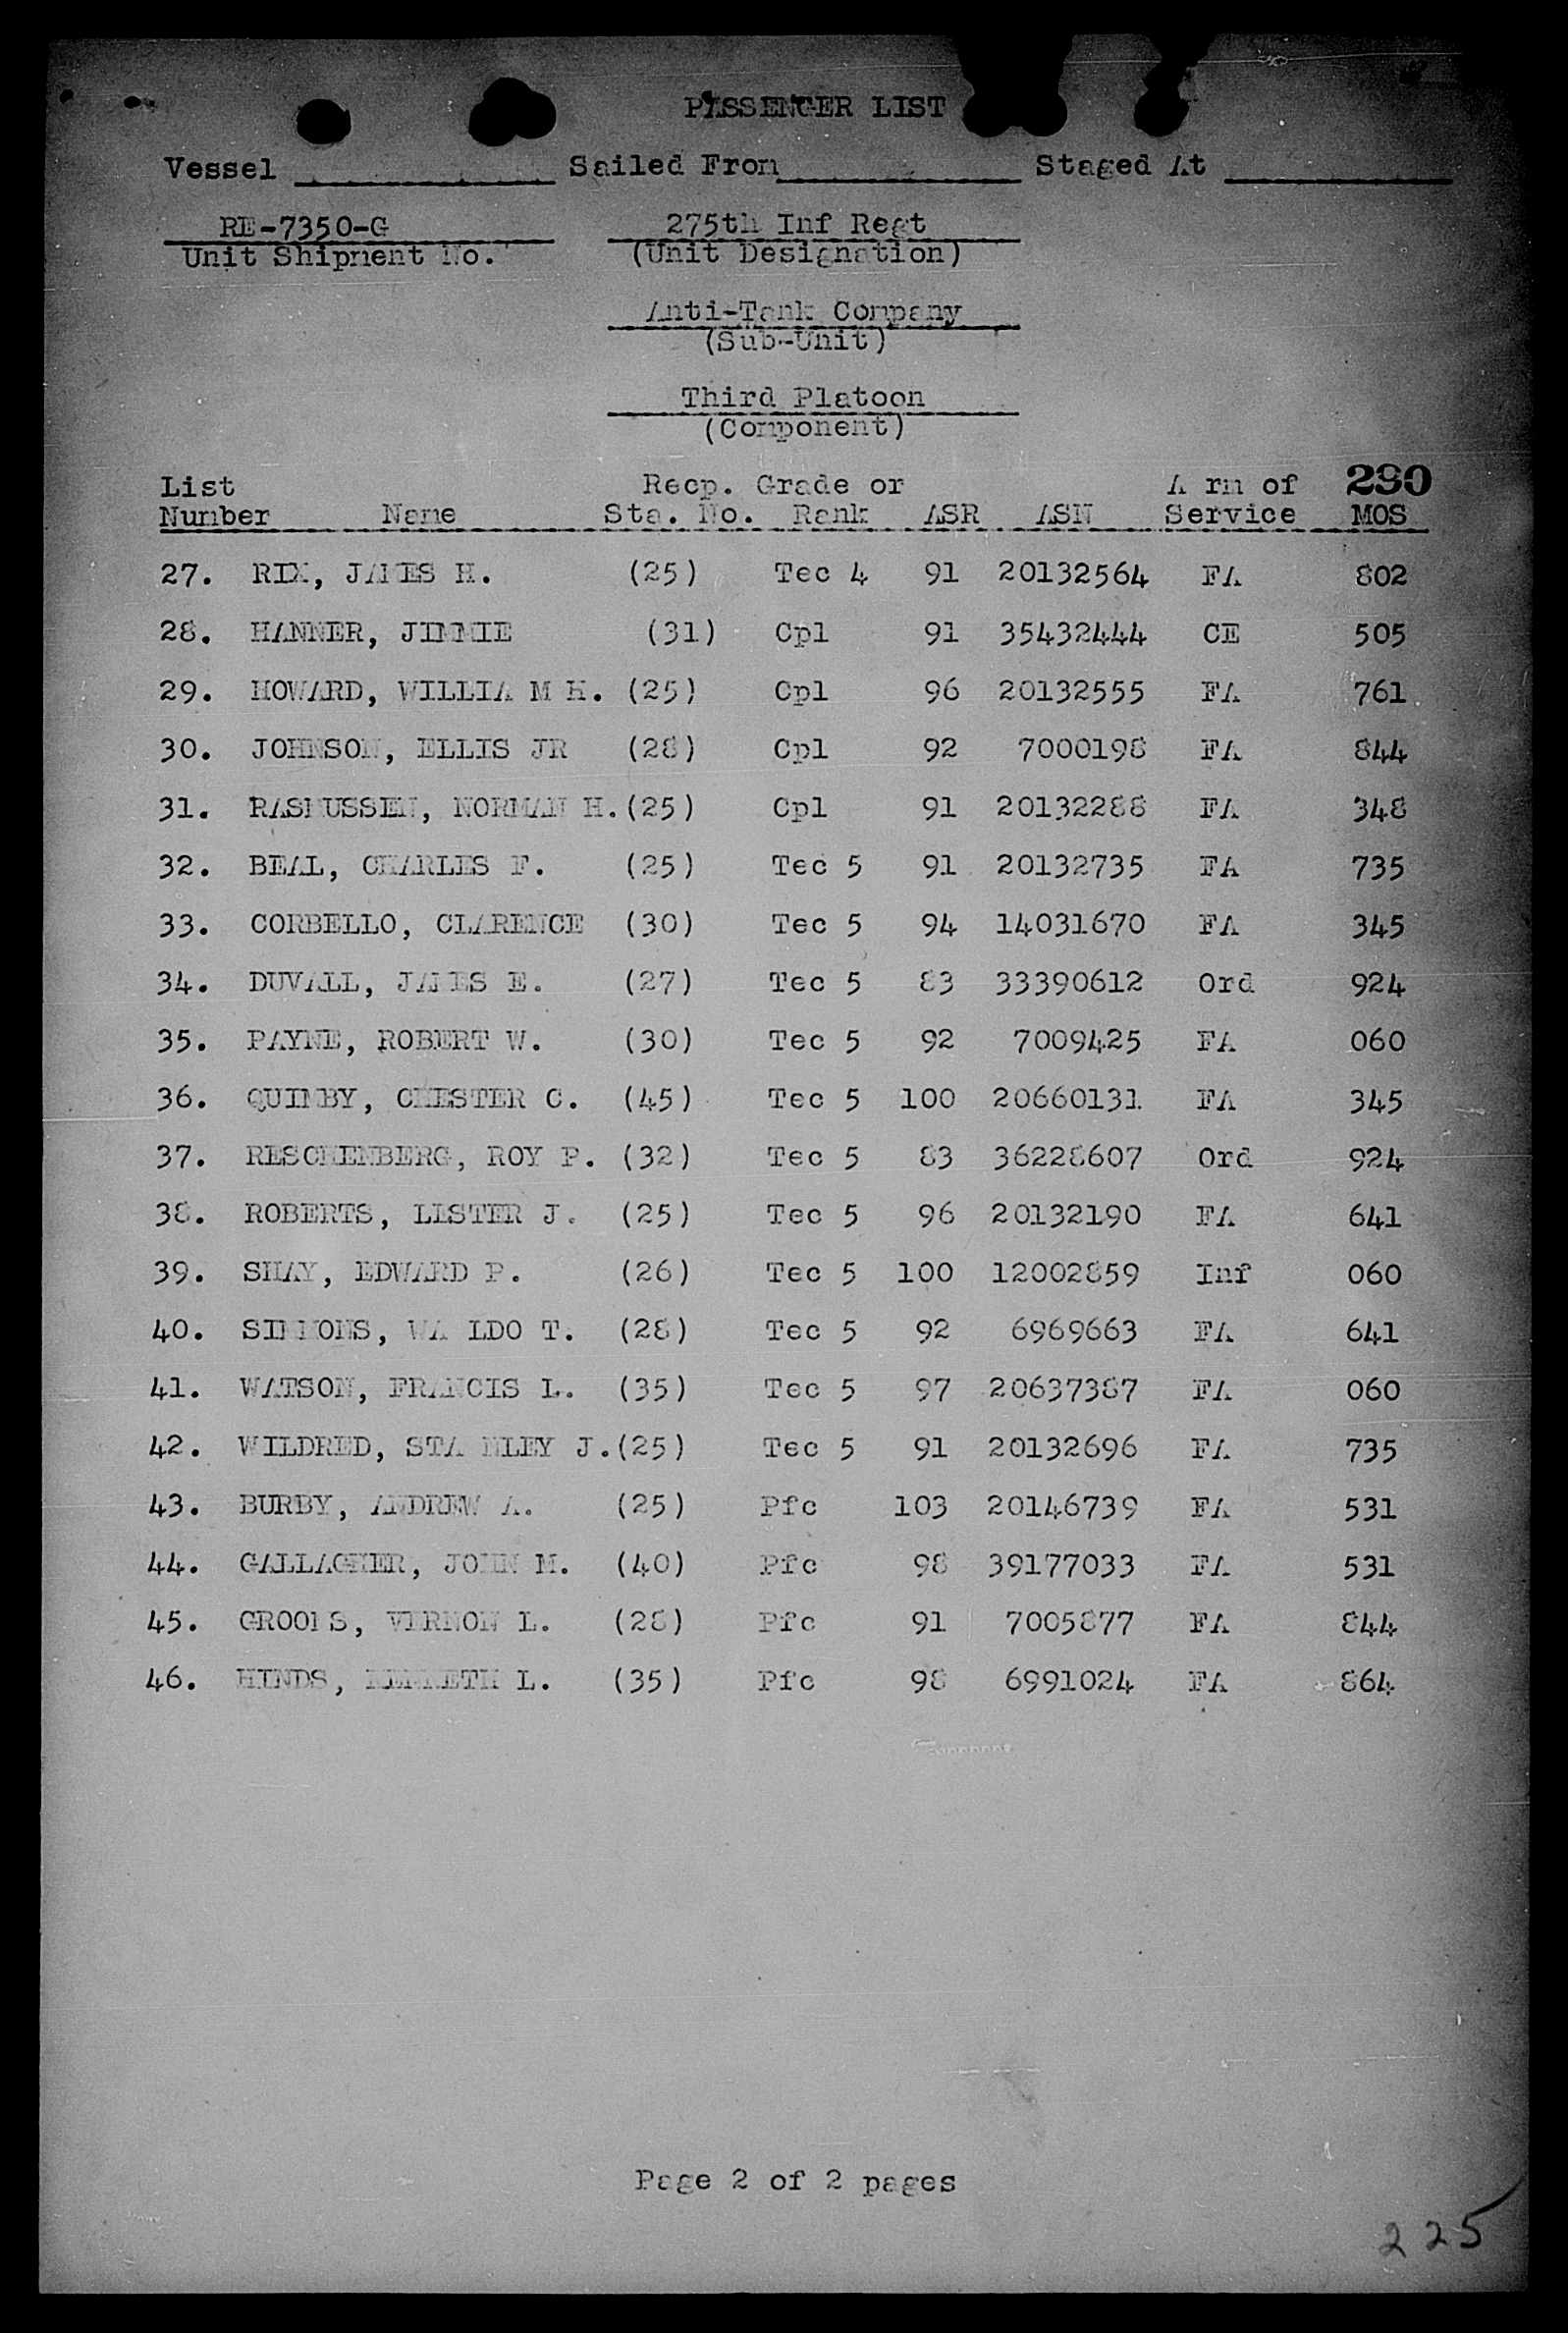 PASSENGER LIST
Vessel Sailed From Staged At
RE-7350-G 275th Inf Regt
Unit Shipment No. (Unit Designation)
Anti-Tank Company
(Sub-Unit)
Third Platoon
(Component)
List Recp. Grade or A rm of 280
Number Name Sta. No. Rank ASR ASN Service MOS
27. RIX, JAMES H. (25) Tec 4 91 20132564 FA 802
28. HANNER, JIMMIE (31) Cpl 91 35432444 CE 505
29. HOWARD, WILLIA M H. (25) Cpl 96 20132555 FA 761
30. JOHNSON, ELLIS JR (28) Cpl 92 7000198 FA 844
31. RASMUSSEN, NORMAN H. (25) Cpl 91 20132288 FA 348
32. BEAL, CHARLES F. (25) Tec 5 91 20132735 FA 735
33. CORBELLO, CLARENCE (30) Tec 5 94 14031670 FA 345
34. DUVALL, JAMES E. (27) Tec 5 83 33390612 Ord 924
35. PAYNE, ROBERT W. (30) Tec 5 92 7009425 FA 060
36. QUIMBY, CHESTER C. (45) Tec 5 100 20660131 FA 345
37. RESCHENBERG, ROY P. (32) Tec 5 83 36228607 Ord 924
38. ROBERTS, LESTER J. (25) Tec 5 96 20132190 FA 641
39. SHAY, EDWARD P. (26) Tec 5 100 12002859 Inf 060
40. SIMMONS, WA LDO T. (28) Tec 5 92 6969663 FA 641
41. WATSON, FRANCIS L. (35) Tec 5 97 20637387 FA 060
42. WILDRED, STA NLEY J. (25) Tec 5 91 20132696 FA 735
43. BURBY, ANDREW A. (25) Pfc 103 20146739 FA 531
44. GALLAGHER, JOHN M. (40) Pfc 98 39177033 FA 531
45. GROOMS, VERNON L. (28) Pfc 91 7005877 FA 844
46. HINDS, KENNETH L. (35) Pfc 98 6991024 FA 864
Page 2 of 2 pages
225